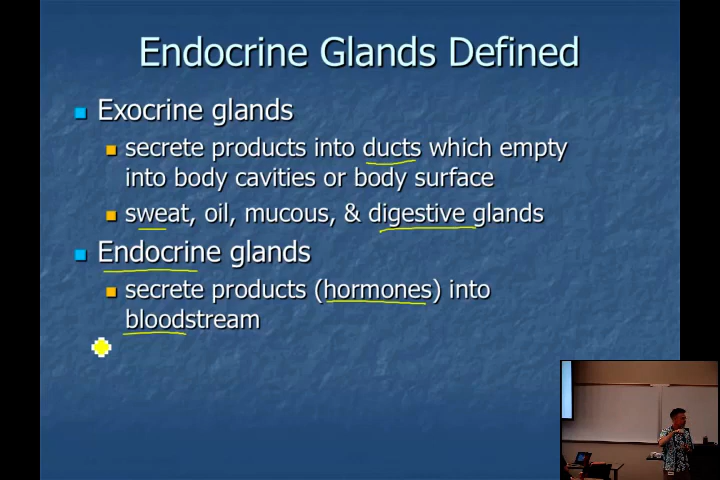 Endocrine Glands Defined
Exocrine glands
secrete products into ducts which empty
into body cavities or body surface
sweat, oil, mucous, & digestive glands
Endocrine glands
secrete products (hormones) into
bloodstream